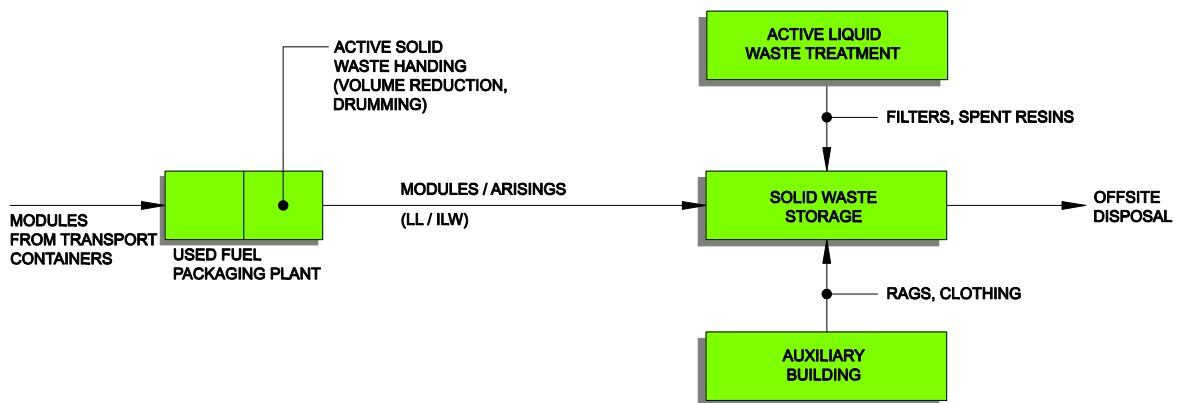 ACTIVE SOLID
WASTE HANDING
(VOLUME REDUCTION,
DRUMMING)
ACTIVE LIQUID
WASTE TREATMENT
FILTERS, SPENT RESINS
MODULES
FROM TRANSPORT
CONTAINERS
USED FUEL
PACKAGING PLANT
MODULES / ARISINGS
(LL / ILW)
SOLID WASTE
STORAGE
OFFSITE
DISPOSAL
RAGS, CLOTHING
AUXILIARY
BUILDING